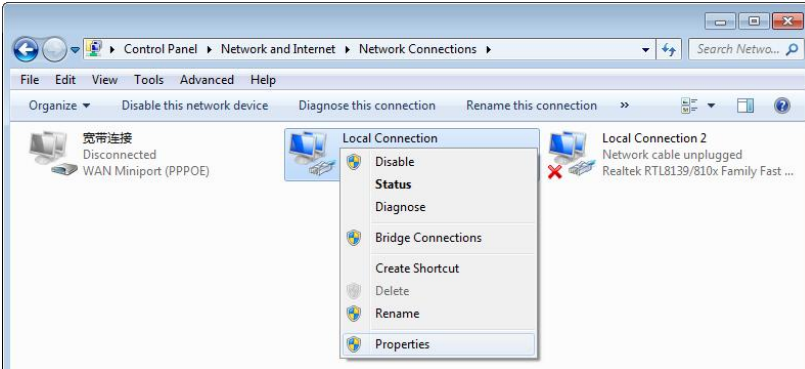 Control Panel ▸ Network and Internet ▸ Network Connections ▸
Search Netwo...
File Edit View Tools Advanced Help
Organize Disable this network device Diagnose this connection Rename this connection »
宽带连接
Disconnected
WAN Miniport (PPPOE)
Local Connection
Local Connection 2
Network cable unplugged
Realtek RTL8139/810x Family Fast ...
Disable
Status
Diagnose
Bridge Connections
Create Shortcut
Delete
Rename
Properties